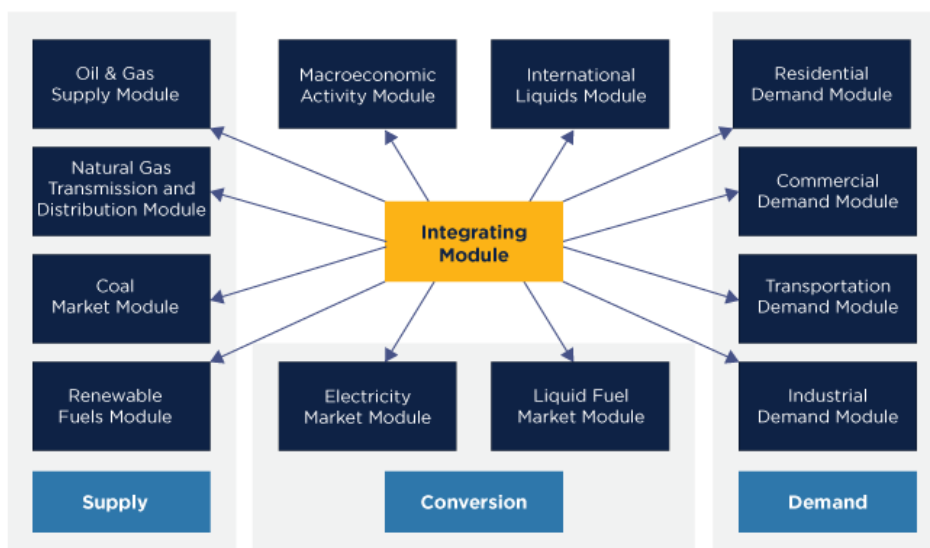 Oil & Gas
Supply Module
Macroeconomic
Activity Module
International
Liquids Module
Residential
Demand Module
Natural Gas
Transmission and
Distribution Module
Commercial
Demand Module
Integrating
Module
Coal
Market Module
Transportation
Demand Module
Renewable
Fuels Module
Electricity
Market Module
Liquid Fuel
Market Module
Industrial
Demand Module
Supply
Conversion
Demand